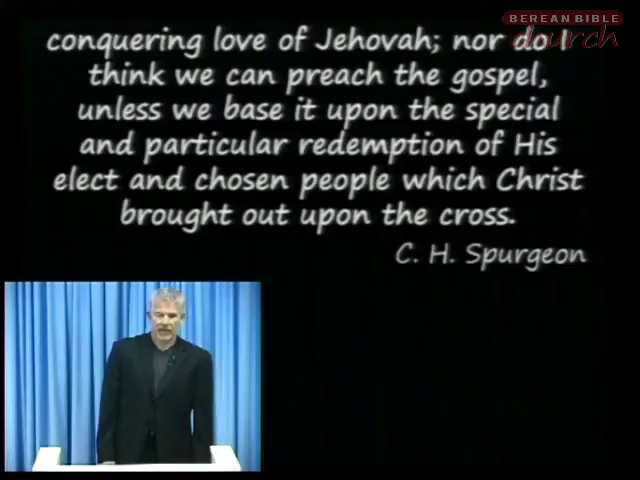 BEREAN BIBLE
church
conquering love of Jehovah; nor do I
think we can preach the gospel,
unless we base it upon the special
and particular redemption of His
elect and chosen people which Christ
brought out upon the cross.
C. H. Spurgeon